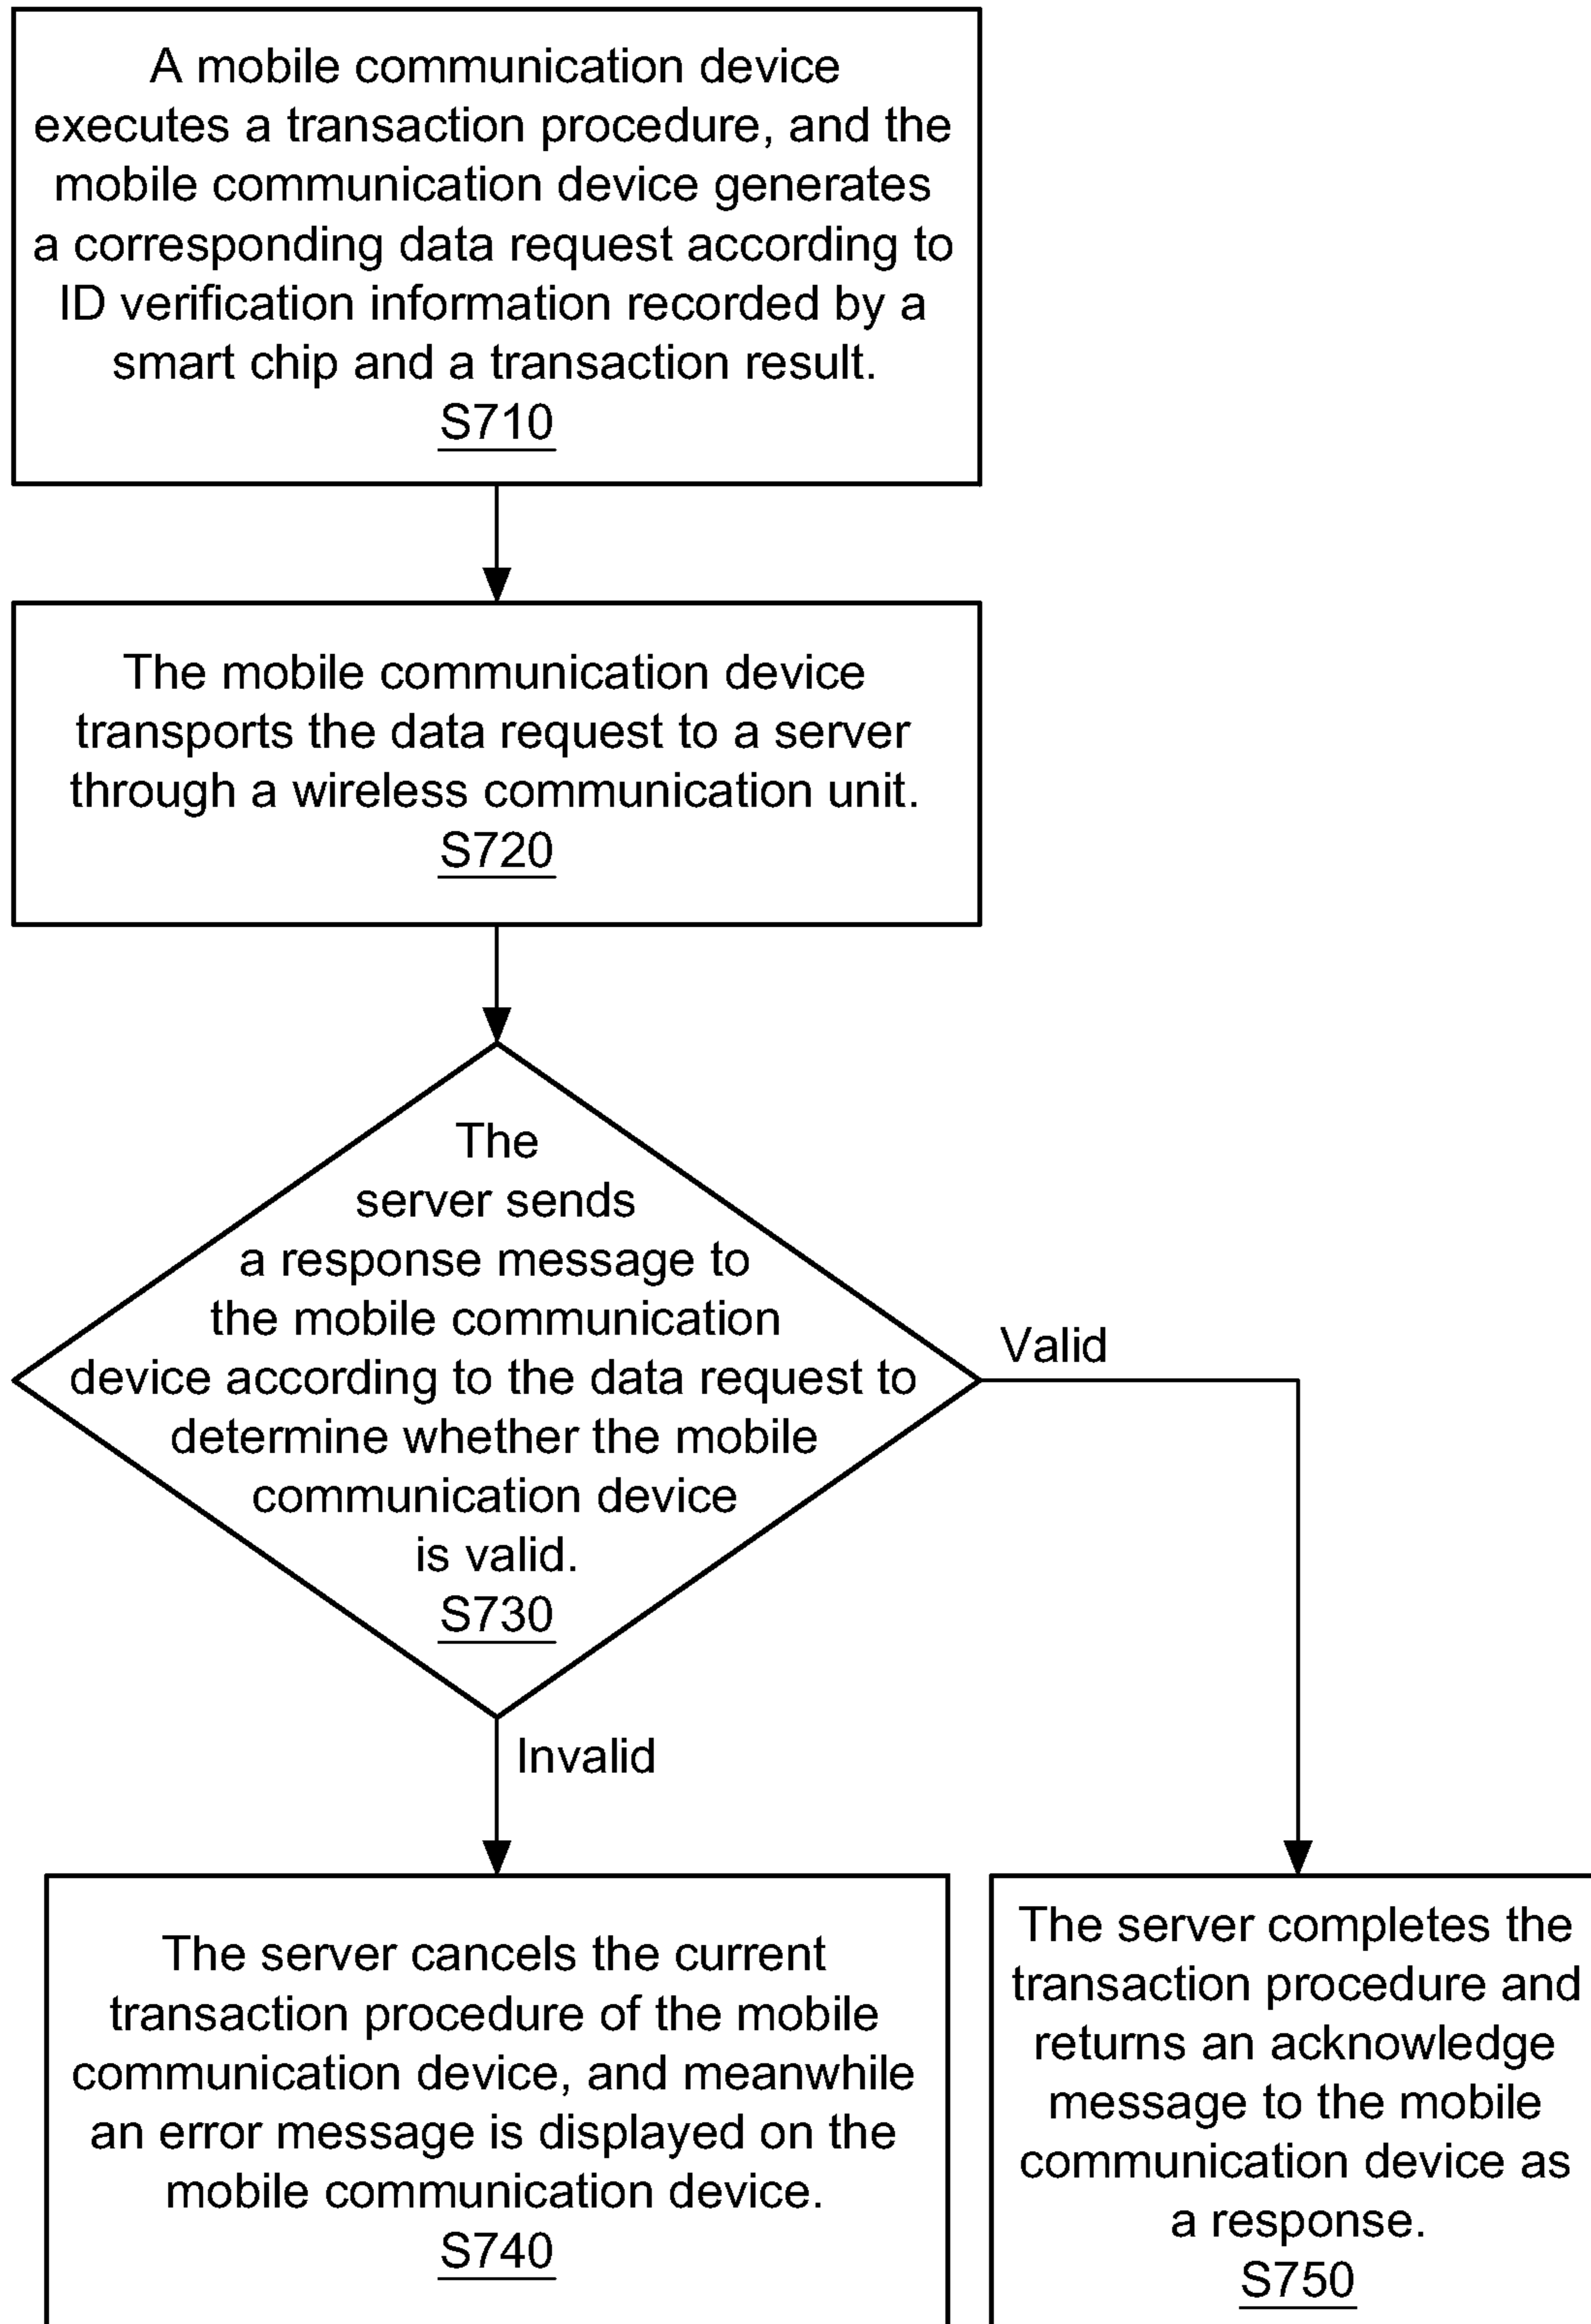 A mobile communication device
executes a transaction procedure, and the
mobile communication device generates
a corresponding data request according to
ID verification information recorded by a
smart chip and a transaction result.
S710
The mobile communication device
transports the data request to a server
through a wireless communication unit.
S720
The
server sends
a response message to
the mobile communication
device according to the data request to
determine whether the mobile
communication device
is valid.
S730
Valid
Invalid
The server cancels the current
transaction procedure of the mobile
communication device, and meanwhile
an error message is displayed on the
mobile communication device.
S740
The server completes the
transaction procedure and
returns an acknowledge
message to the mobile
communication device as
a response.
S750